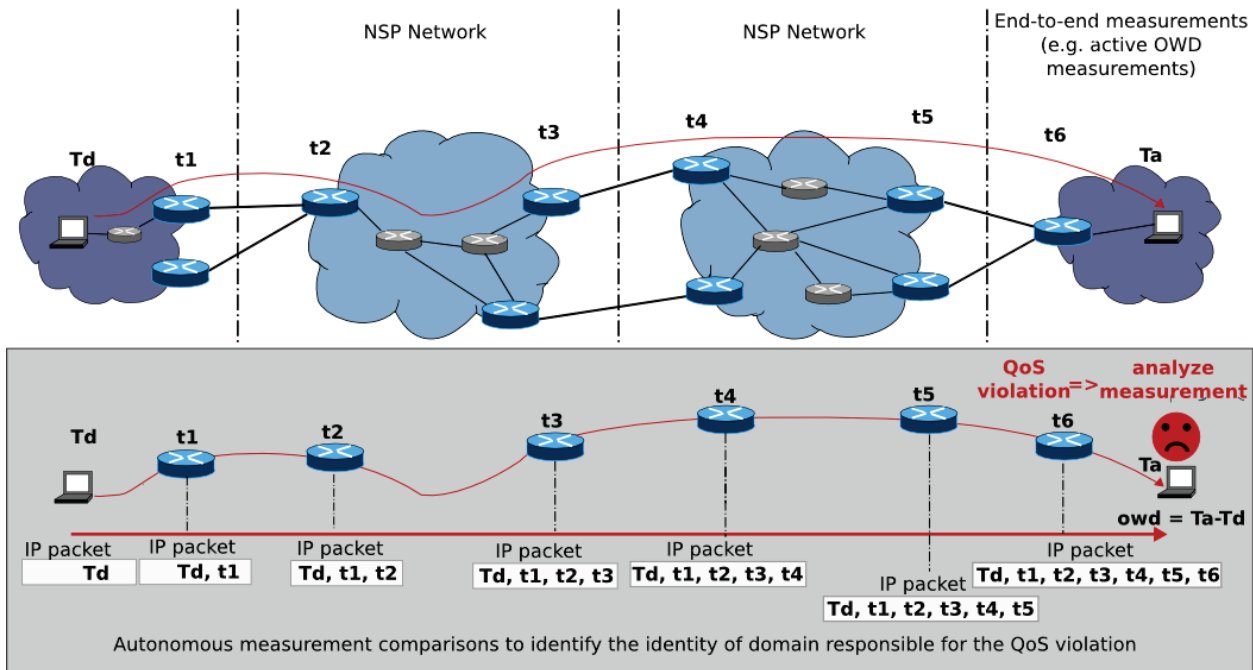 NSP Network
NSP Network
End-to-end measurements
(e.g. active OWD
measurements)
Td
t1
t2
t3
t4
t5
t6
Ta
QoS
violation
=>
analyze
measurement
Td
t1
t2
t3
t4
t5
t6
Ta
owd = Ta-Td
IP packet
Td
IP packet
Td, t1
IP packet
Td, t1, t2
IP packet
Td, t1, t2, t3
IP packet
Td, t1, t2, t3, t4
IP packet
Td, t1, t2, t3, t4, t5
IP packet
Td, t1, t2, t3, t4, t5, t6
Autonomous measurement comparisons to identify the identity of domain responsible for the QoS violation